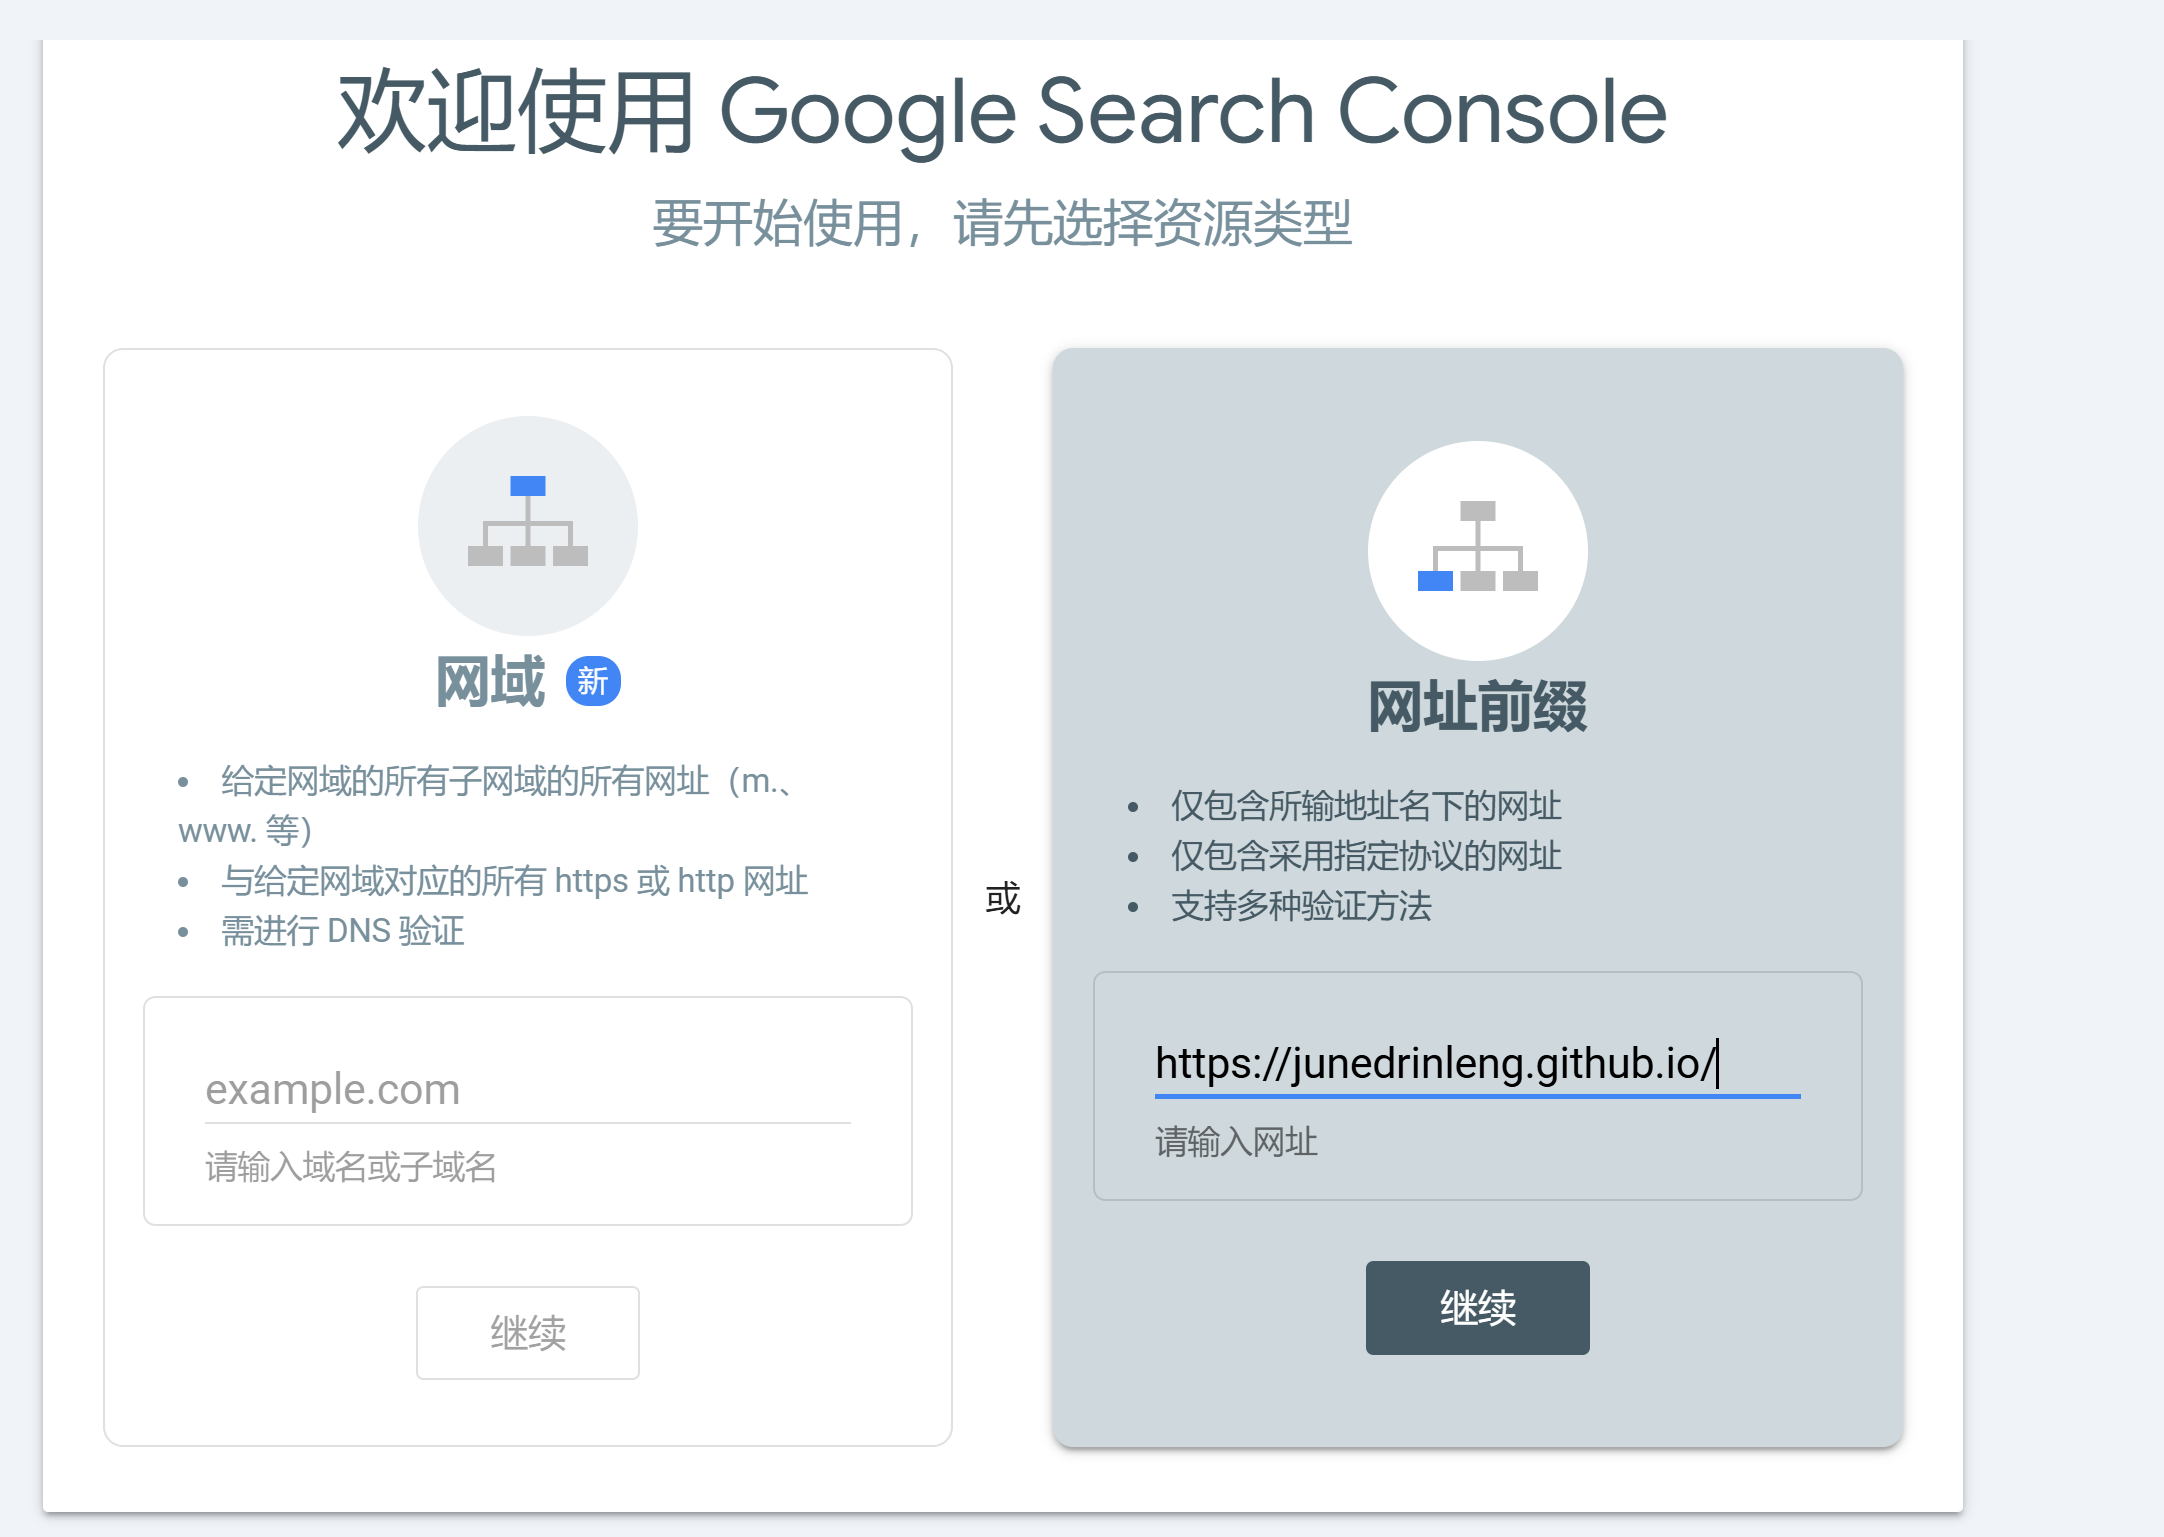 欢迎使用 Google Search Console
要开始使用，请先选择资源类型
网域 新
• 给定网域的所有子网域的所有网址（m.、
www. 等）
• 与给定网域对应的所有 https 或 http 网址
• 需进行 DNS 验证
example.com
请输入域名或子域名
继续
或
网址前缀
• 仅包含所输地址名下的网址
• 仅包含采用指定协议的网址
• 支持多种验证方法
https://junedrinleng.github.io/
请输入网址
继续